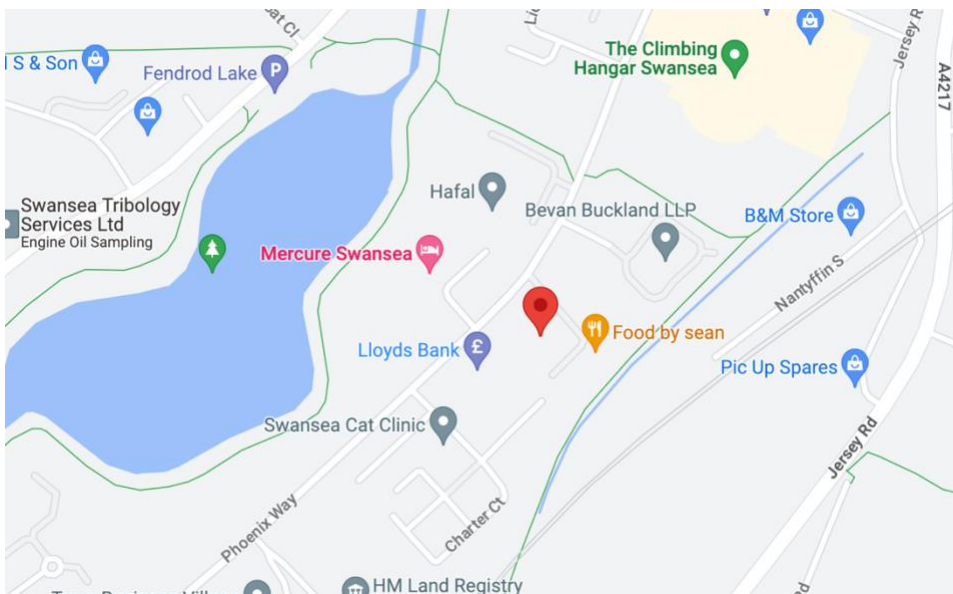 at Cl
Jersey R
l S & Son
Fendrod Lake
P
The Climbing
Hangar Swansea
A4217
Hafal
Swansea Tribology
Services Ltd
Engine Oil Sampling
Bevan Buckland LLP
B&M Store
Mercure Swansea
Nantyffin S
Lloyds Bank
£
Food by sean
Pic Up Spares
Swansea Cat Clinic
Jersey Rd
Phoenix Way
Charter Ct
HM Land Registry